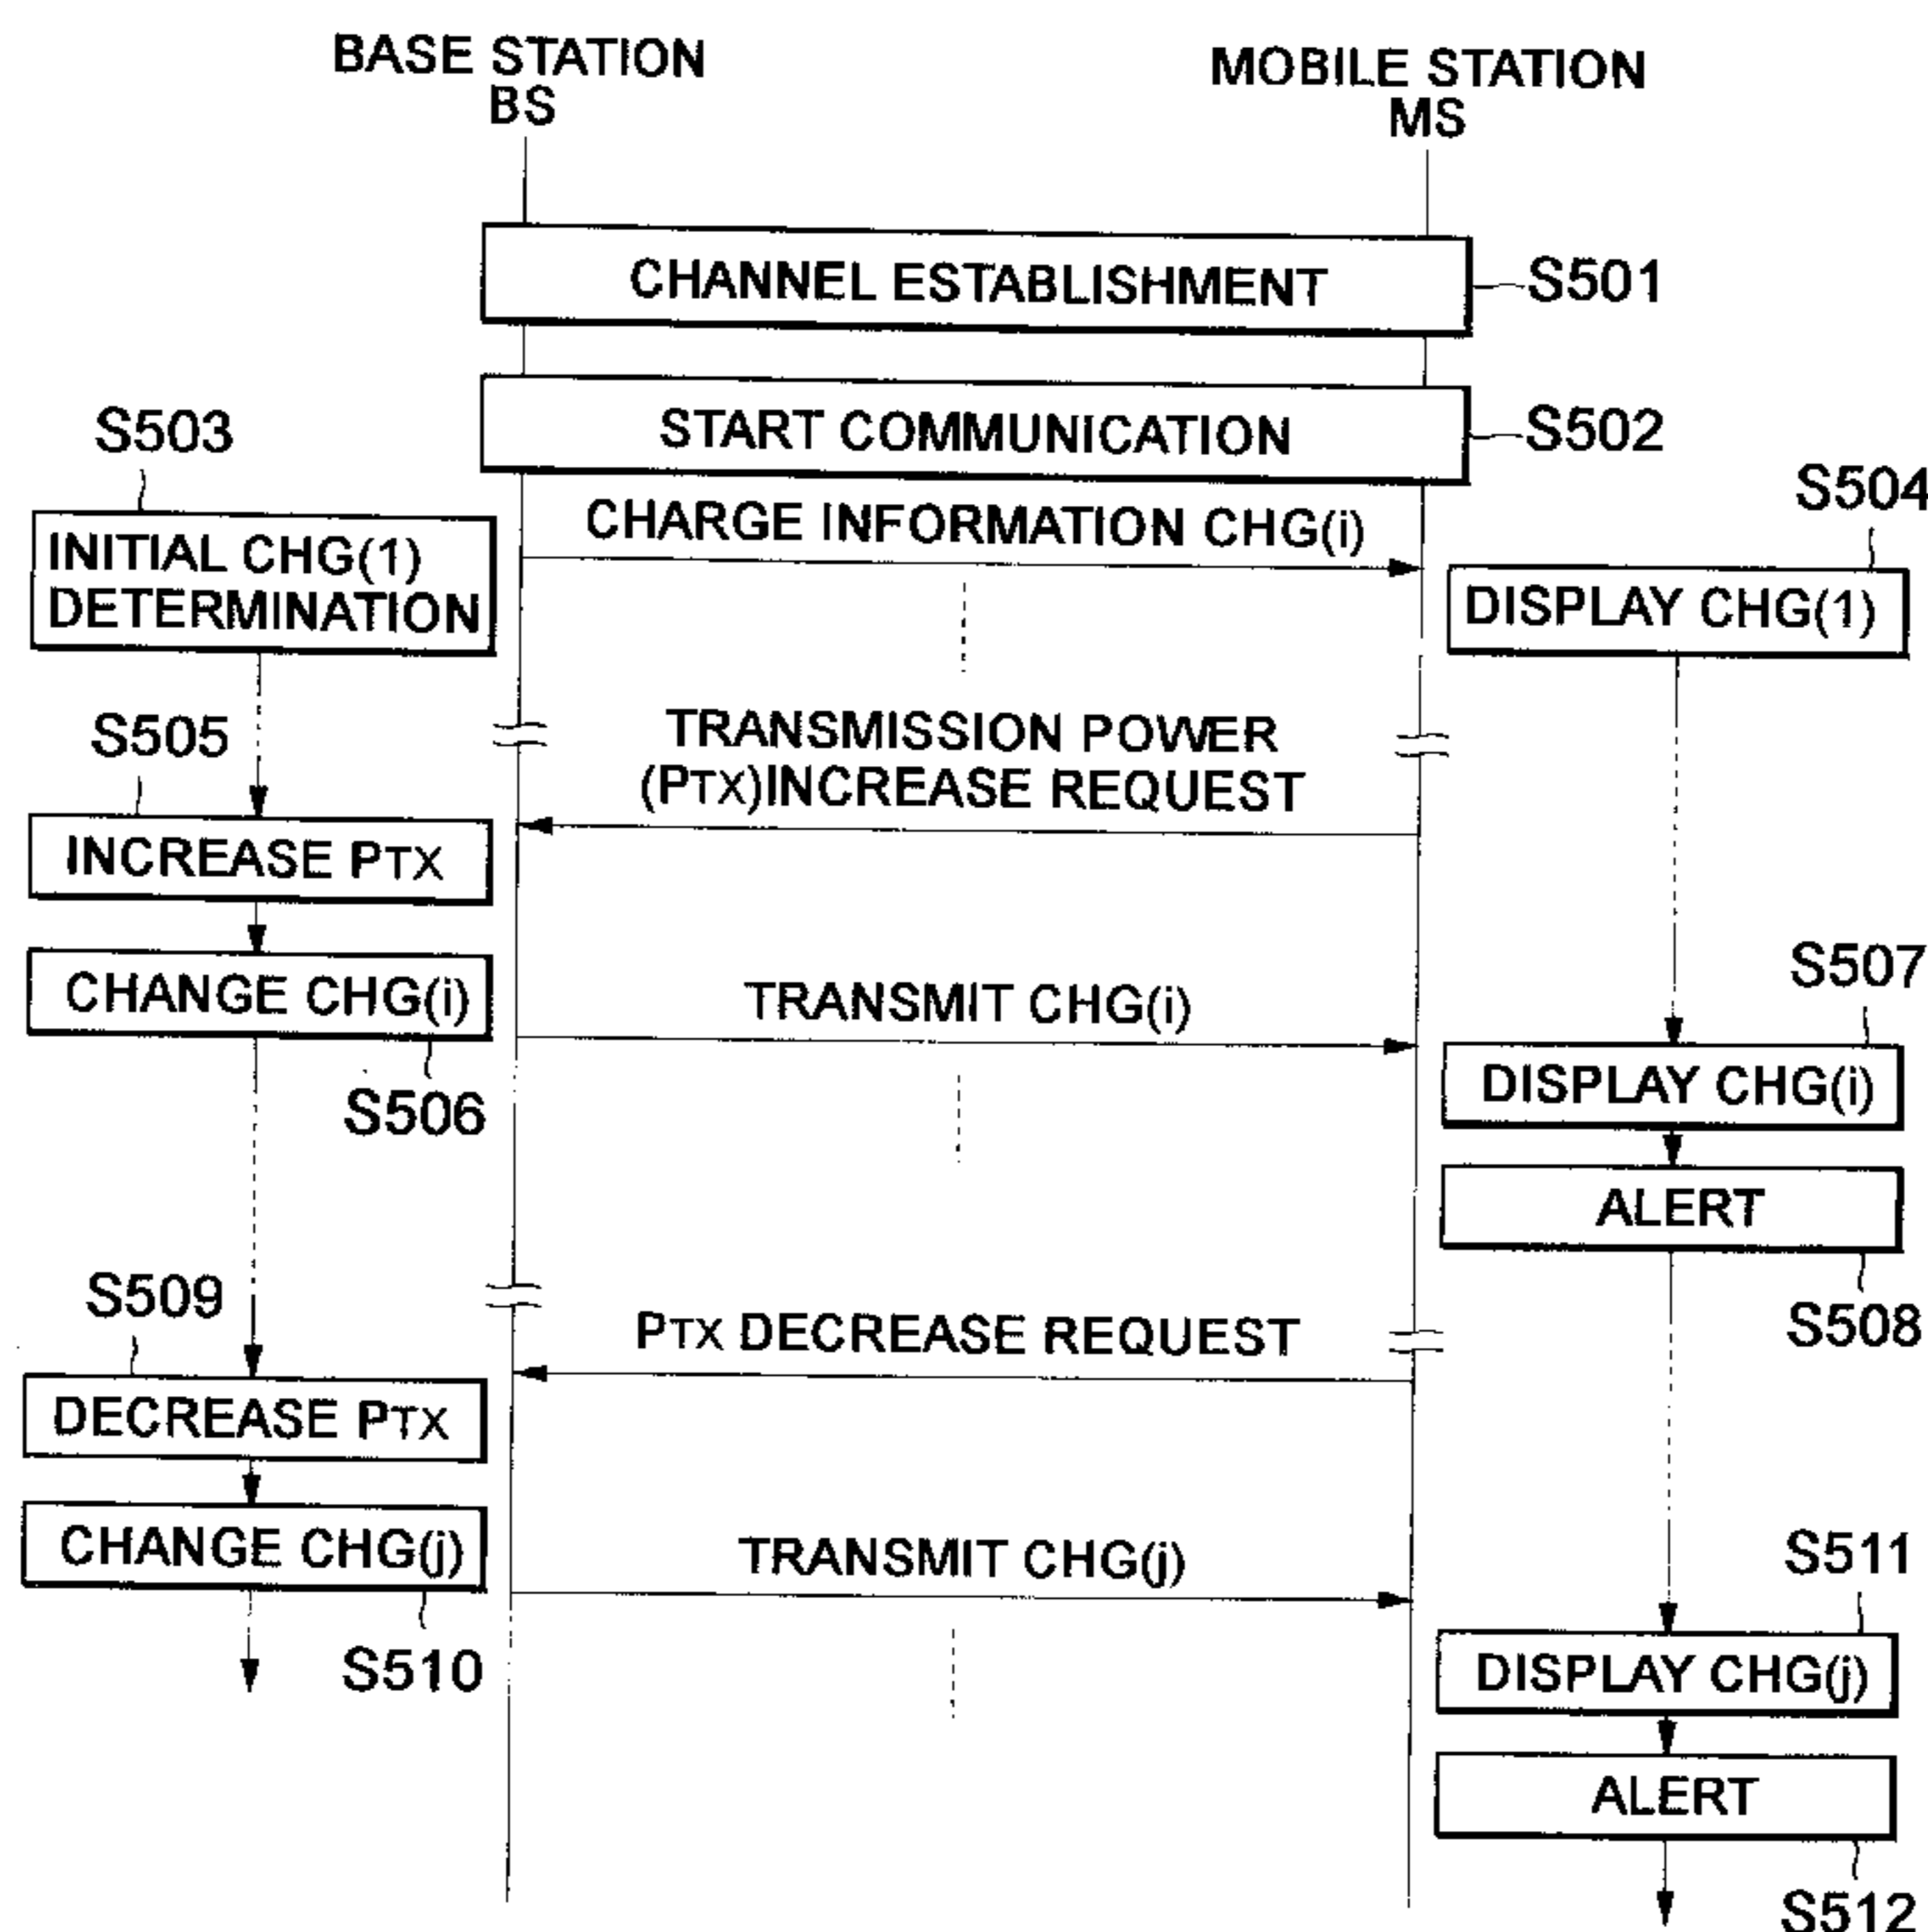 BASE STATION
BS
MOBILE STATION
MS
CHANNEL ESTABLISHMENT
S501
START COMMUNICATION
S502
S503
INITIAL CHG(1)
DETERMINATION
CHARGE INFORMATION CHG(i)
S504
DISPLAY CHG(1)
TRANSMISSION POWER
(PTX)INCREASE REQUEST
S505
INCREASE PTX
CHANGE CHG(i)
S506
TRANSMIT CHG(i)
S507
DISPLAY CHG(i)
ALERT
S508
PTX DECREASE REQUEST
S509
DECREASE PTX
CHANGE CHG(j)
S510
TRANSMIT CHG(j)
S511
DISPLAY CHG(j)
ALERT
S512